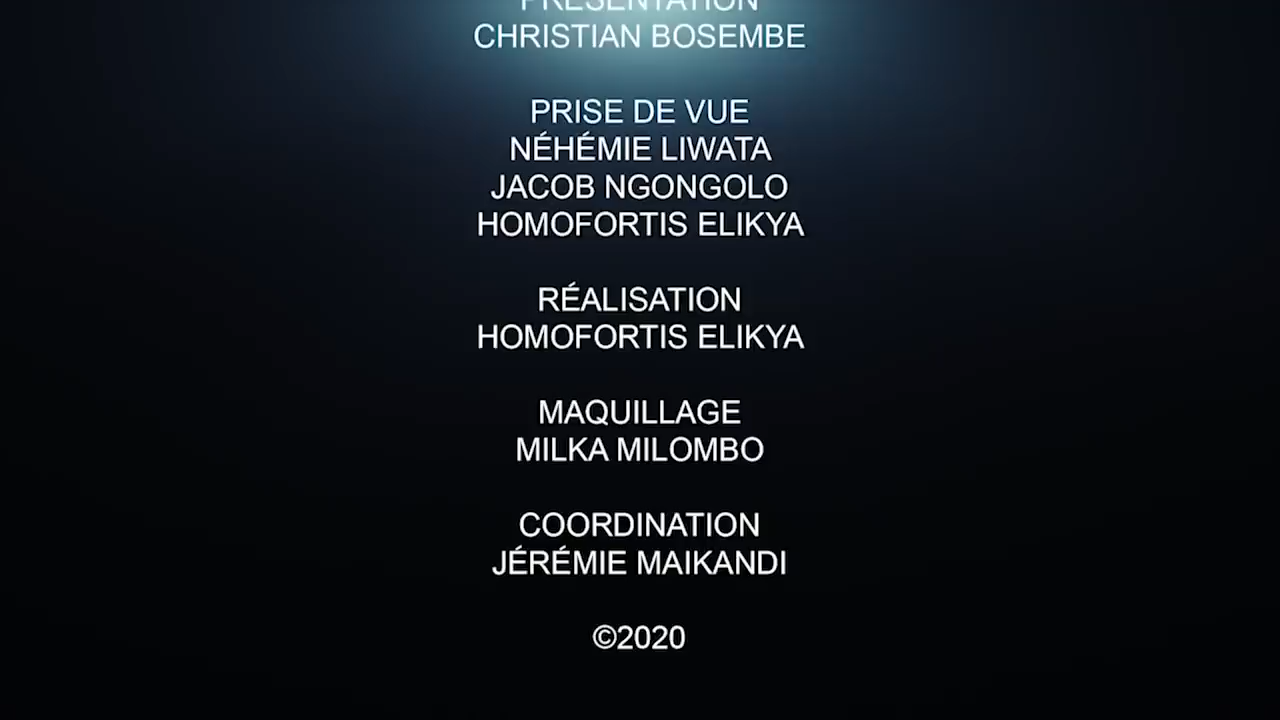 PRÉSENTATION
CHRISTIAN BOSEMBE
PRISE DE VUE
NÉHÉMIE LIWATA
JACOB NGONGOLO
HOMOFORTIS ELIKYA
RÉALISATION
HOMOFORTIS ELIKYA
MAQUILLAGE
MILKA MILOMBO
COORDINATION
JÉRÉMIE MAIKANDI
©2020